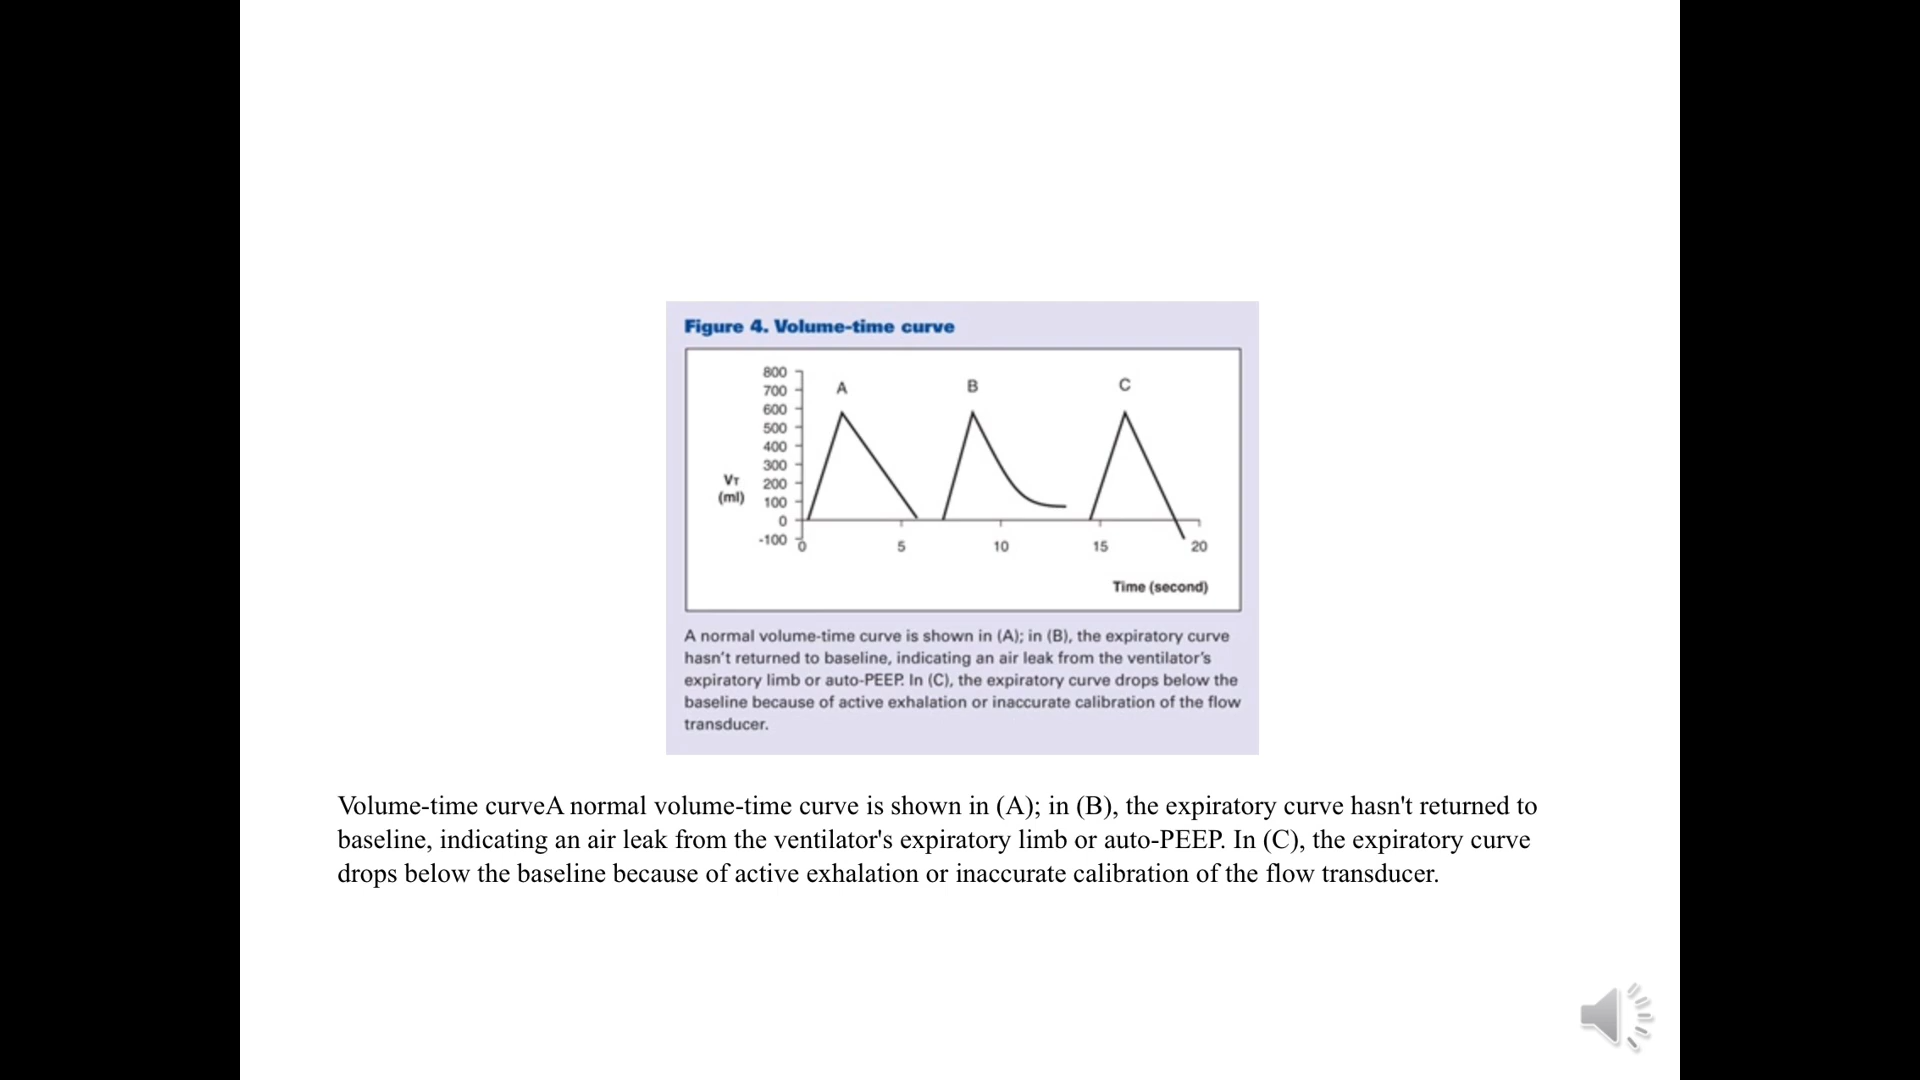 Figure 4. Volume-time curve
800
700
600
500
400
300
200
100
0
-100
VT
(ml)
A
B
C
0
5
10
15
20
Time (second)
A normal volume-time curve is shown in (A); in (B), the expiratory curve
hasn't returned to baseline, indicating an air leak from the ventilator's
expiratory limb or auto-PEEP. In (C), the expiratory curve drops below the
baseline because of active exhalation or inaccurate calibration of the flow
transducer.
Volume-time curveA normal volume-time curve is shown in (A); in (B), the expiratory curve hasn't returned to
baseline, indicating an air leak from the ventilator's expiratory limb or auto-PEEP. In (C), the expiratory curve
drops below the baseline because of active exhalation or inaccurate calibration of the flow transducer.